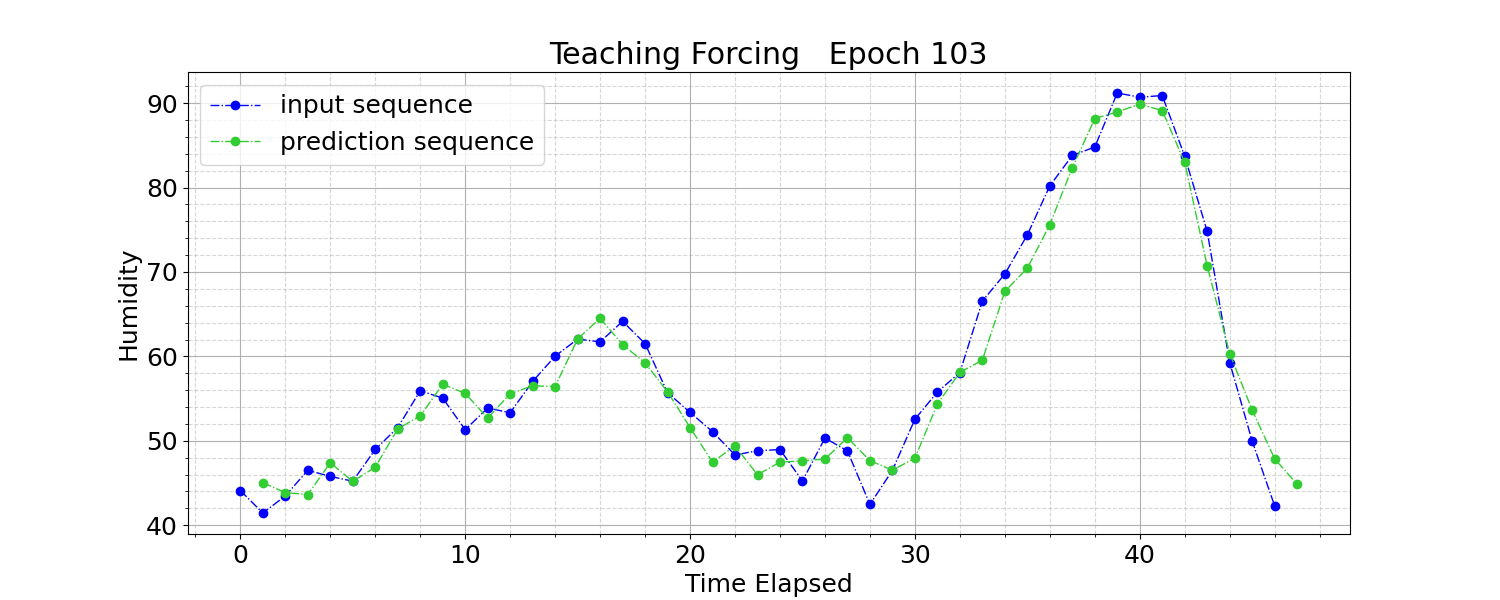 Teaching Forcing   Epoch 103
input sequence
prediction sequence
Humidity
90
80
70
60
50
40
0 10 20 30 40
Time Elapsed